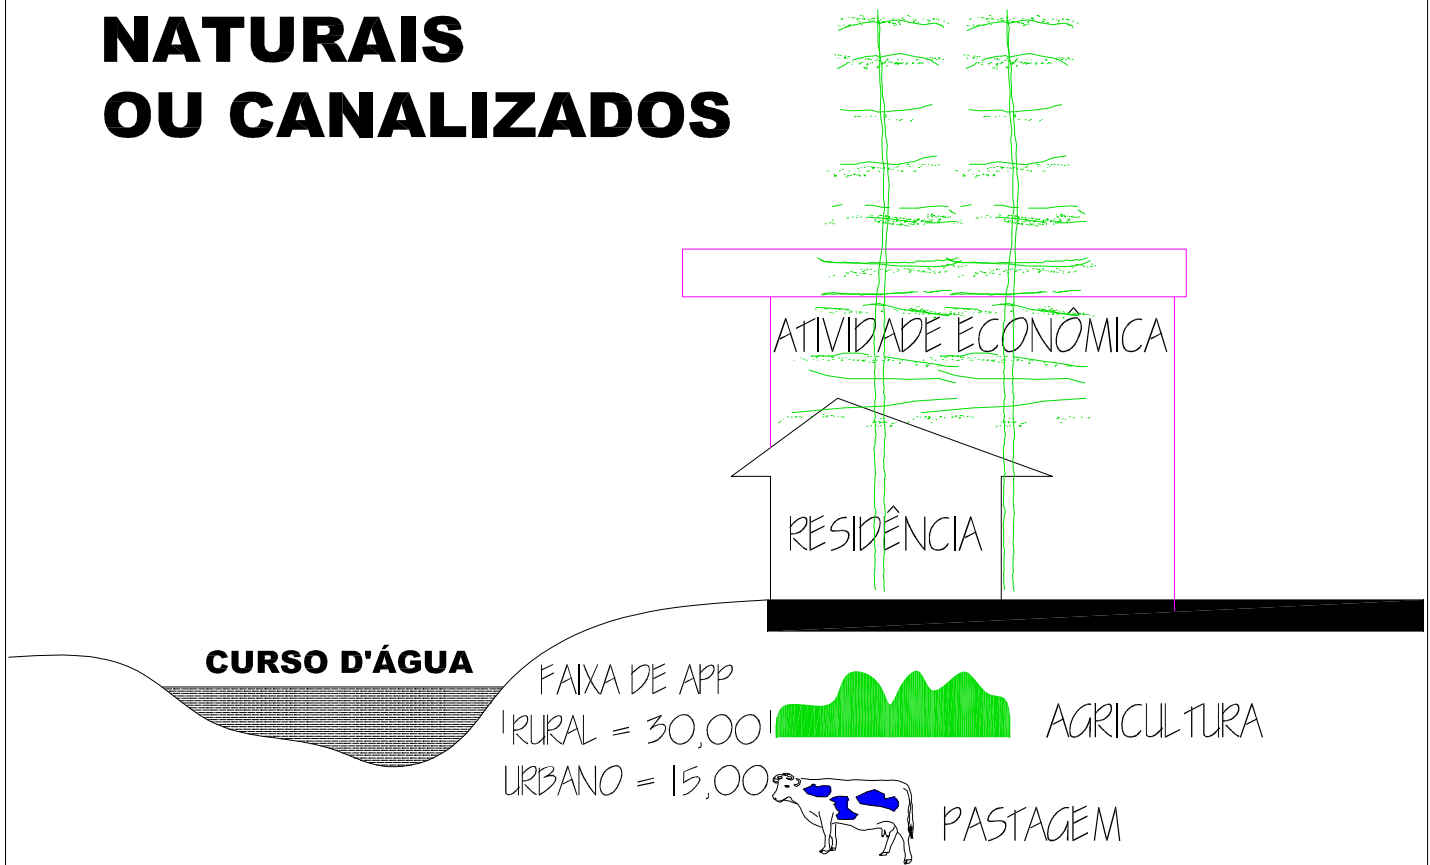 NATURAIS
OU CANALIZADOS
ATIVIDADE ECONÔMICA
RESIDÊNCIA
CURSO D'ÁGUA
FAIXA DE APP
RURAL = 30,00
URBANO = 15,00
AGRICULTURA
PASTAGEM